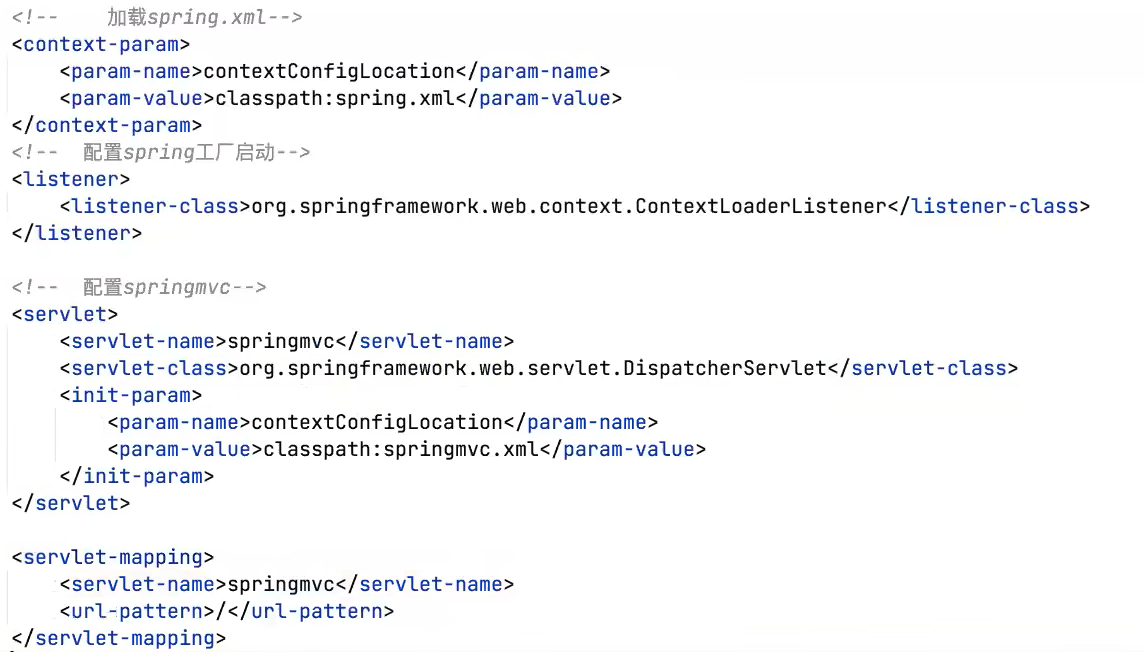 <!--    加载spring.xml-->
<context-param>
    <param-name>contextConfigLocation</param-name>
    <param-value>classpath:spring.xml</param-value>
</context-param>
<!--  配置spring工厂启动-->
<listener>
    <listener-class>org.springframework.web.context.ContextLoaderListener</listener-class>
</listener>

<!--  配置springmvc-->
<servlet>
    <servlet-name>springmvc</servlet-name>
    <servlet-class>org.springframework.web.servlet.DispatcherServlet</servlet-class>
    <init-param>
        <param-name>contextConfigLocation</param-name>
        <param-value>classpath:springmvc.xml</param-value>
    </init-param>
</servlet>

<servlet-mapping>
    <servlet-name>springmvc</servlet-name>
    <url-pattern>/</url-pattern>
</servlet-mapping>